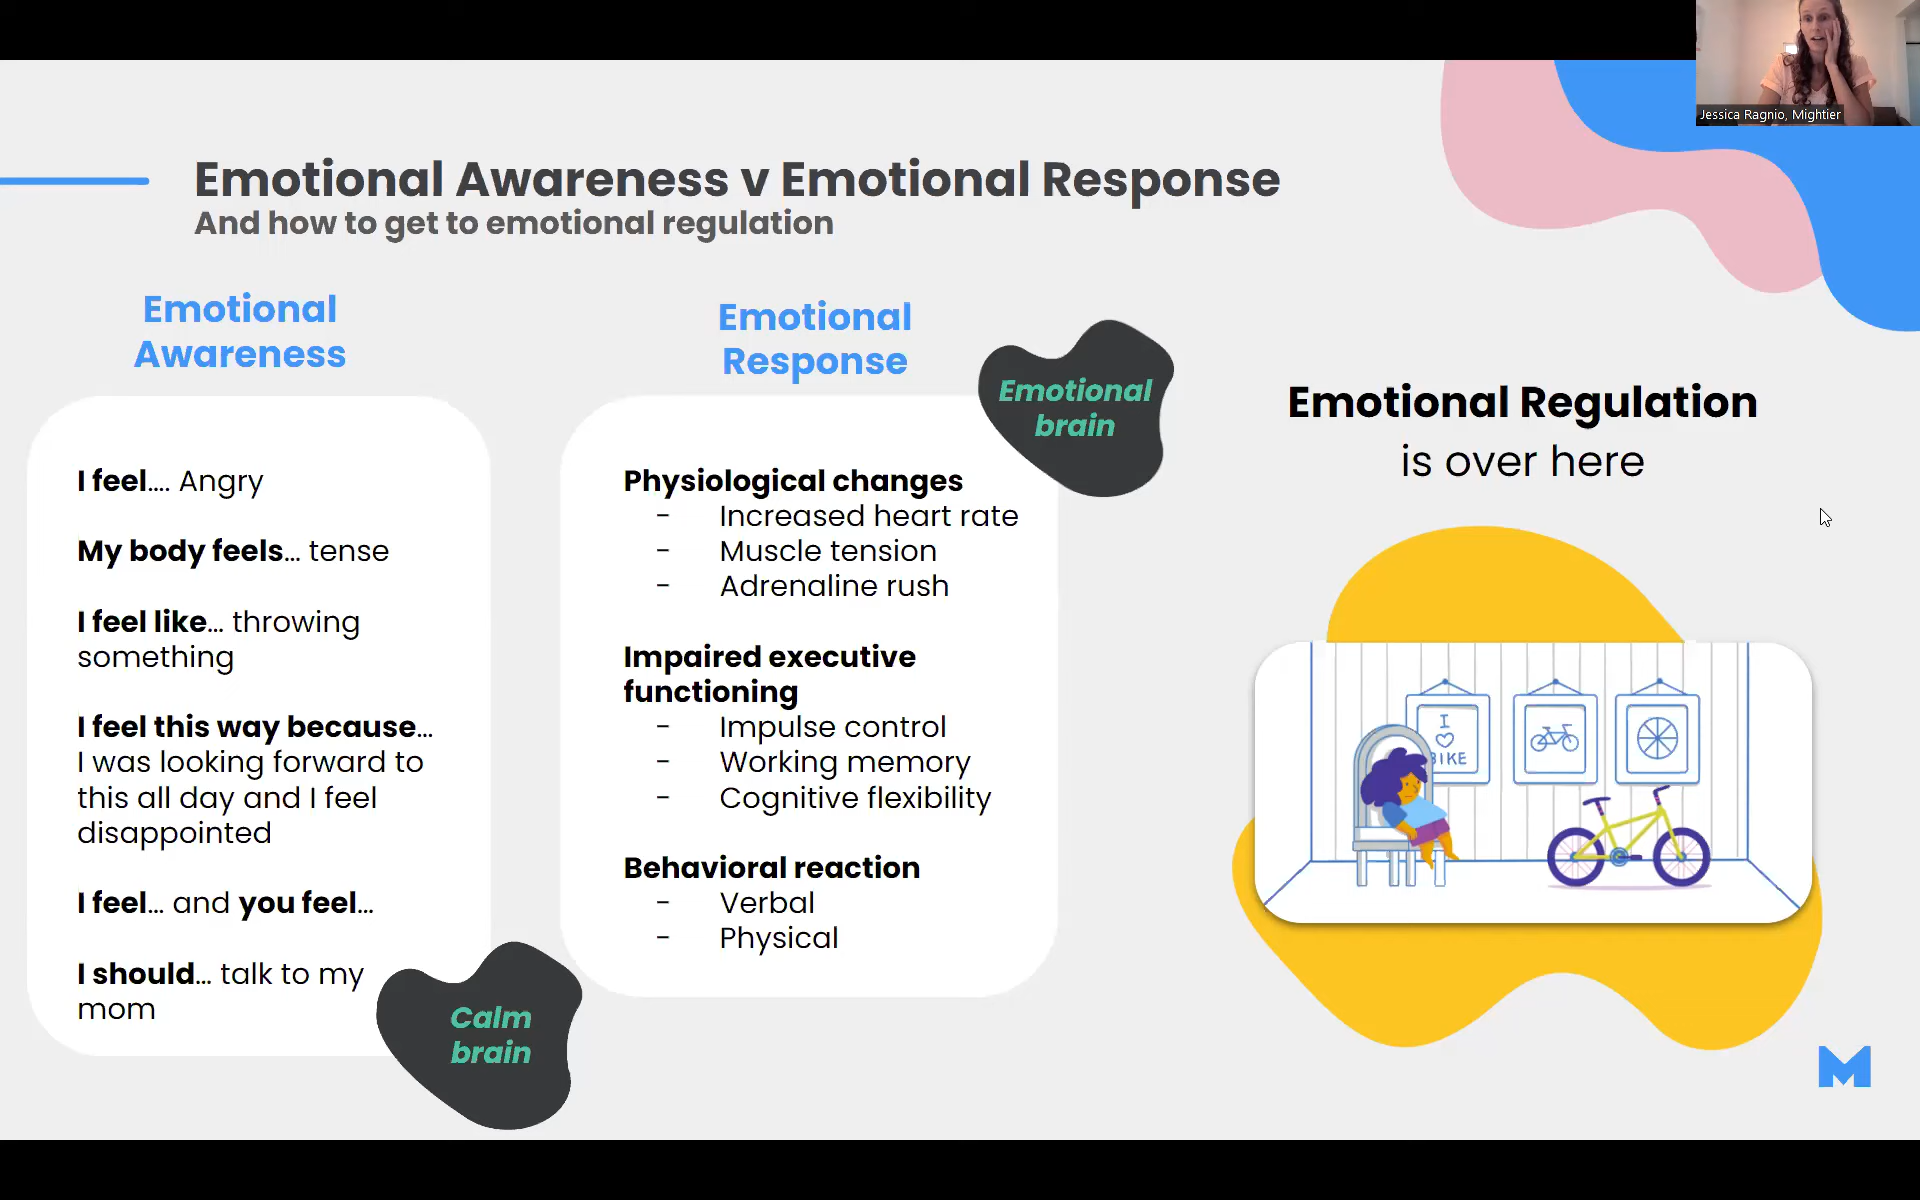 Jessica Ragnio, Mightier
Emotional Awareness v Emotional Response
And how to get to emotional regulation
Emotional
Awareness
I feel.... Angry
My body feels... tense
I feel like... throwing
something
I feel this way because...
I was looking forward to
this all day and I feel
disappointed
I feel... and you feel...
I should... talk to my
mom
Calm
brain
Emotional
Response
Emotional
brain
Physiological changes
- Increased heart rate
- Muscle tension
- Adrenaline rush
Impaired executive
functioning
- Impulse control
- Working memory
- Cognitive flexibility
Behavioral reaction
- Verbal
- Physical
Emotional Regulation
is over here
I
BIKE
M